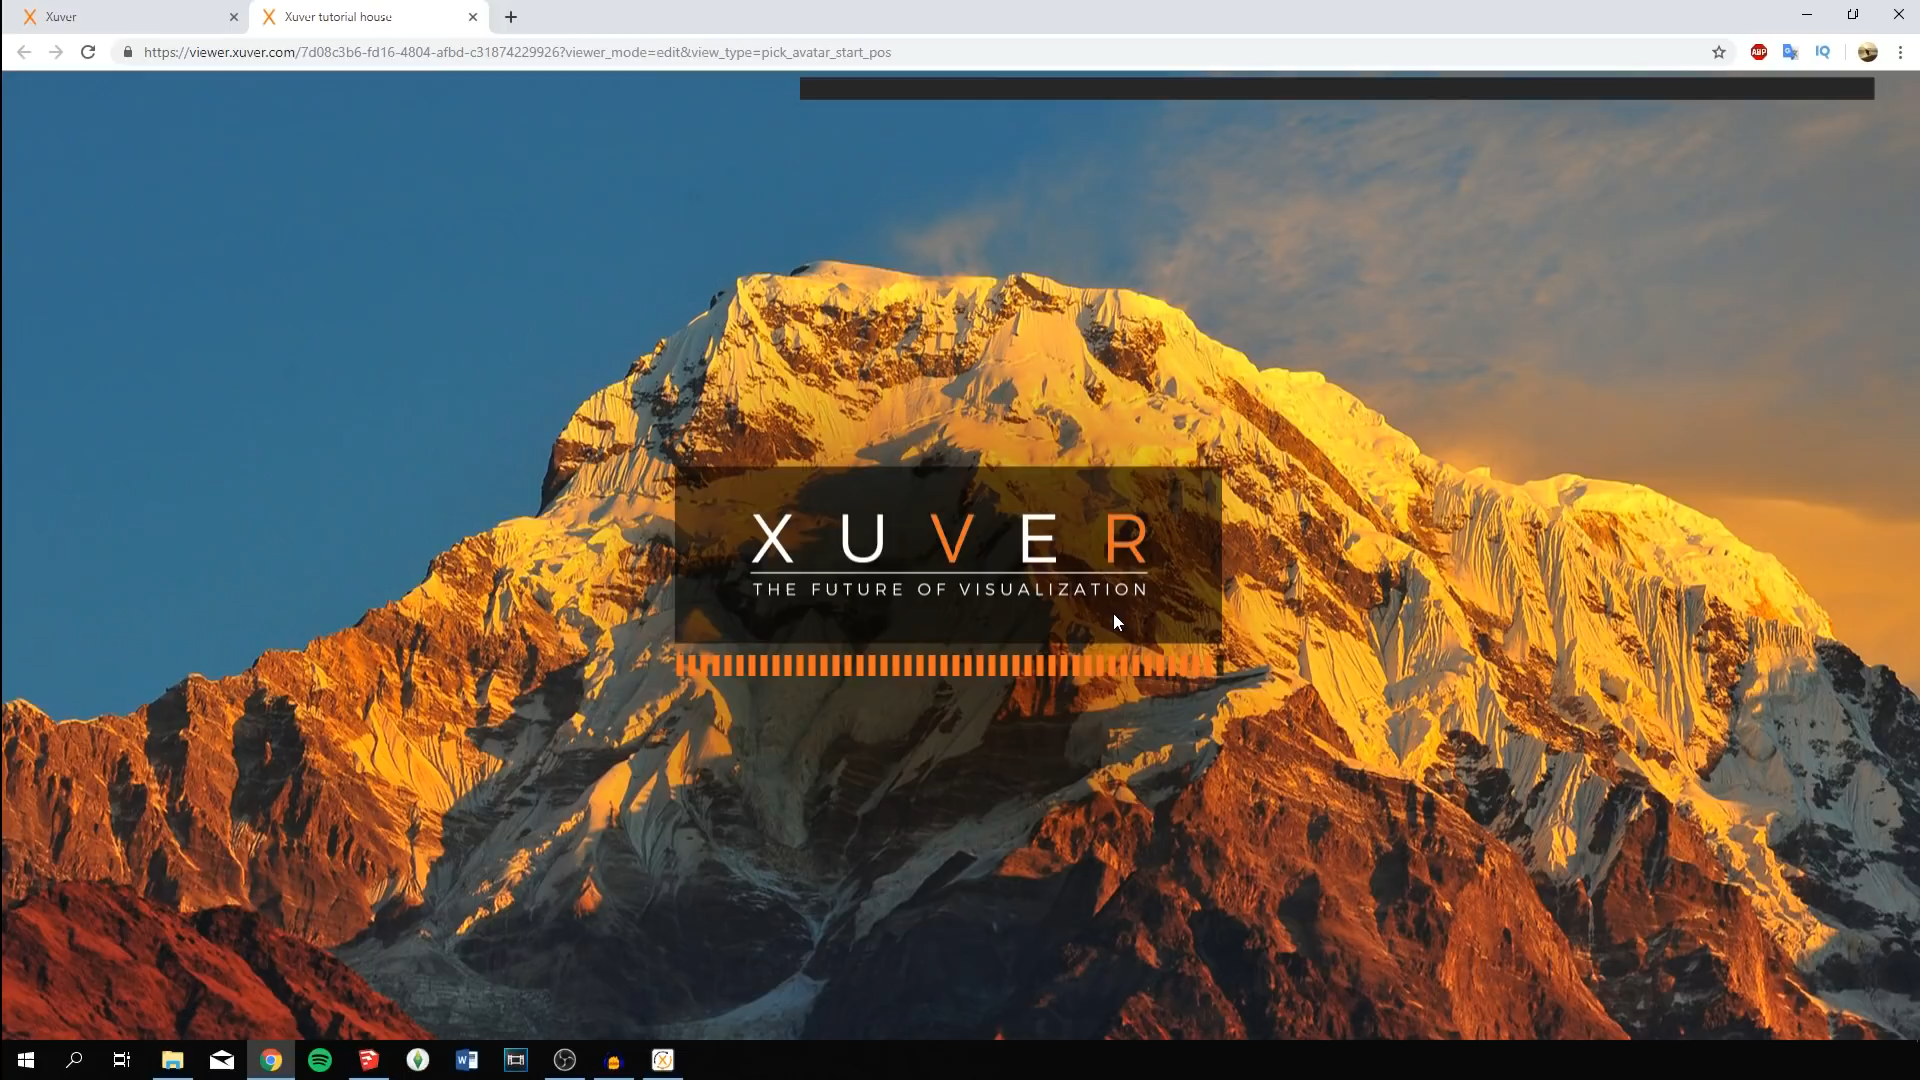 Xuver
Xuver tutorial house
https://viewer.xuver.com/7d08c3b6-fd16-4804-afbd-c31874229926?viewer_mode=edit&view_type=pick_avatar_start_pos
ABP
IQ
XUVER
THE FUTURE OF VISUALIZATION